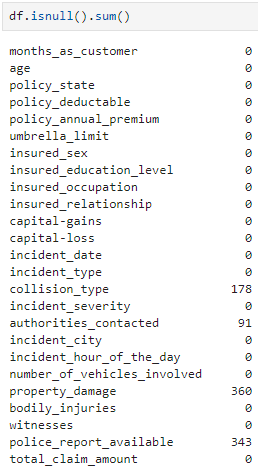 df.isnull().sum()
months_as_customer 0
age 0
policy_state 0
policy_deductable 0
policy_annual_premium 0
umbrella_limit 0
insured_sex 0
insured_education_level 0
insured_occupation 0
insured_relationship 0
capital-gains 0
capital-loss 0
incident_date 0
incident_type 0
collision_type 178
incident_severity 0
authorities_contacted 91
incident_city 0
incident_hour_of_the_day 0
number_of_vehicles_involved 0
property_damage 360
bodily_injuries 0
witnesses 0
police_report_available 343
total_claim_amount 0